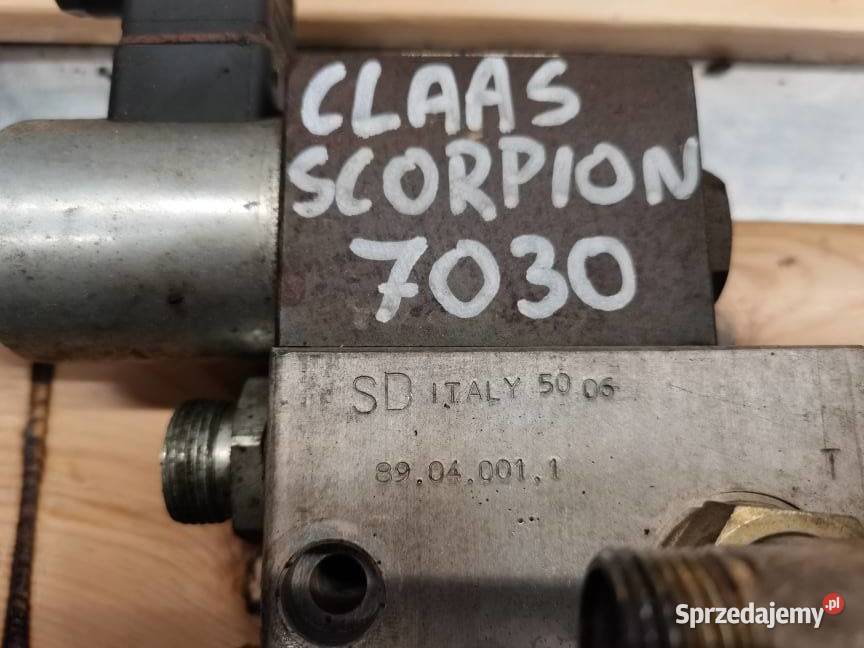 CLAAS
SCORPION
7030
SD ITALY 50 06
89.04.001.1
T
Sprzedajemy.pl